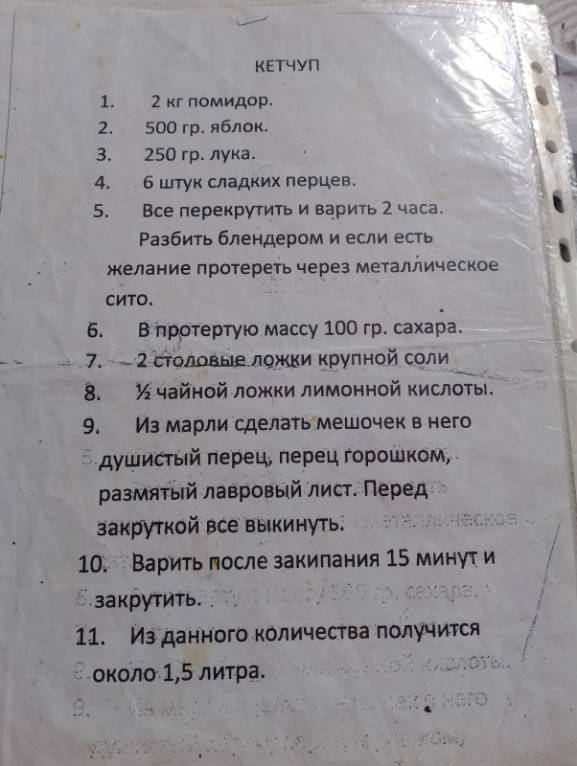 КЕТЧУП
1. 2 кг помидор.
2. 500 гр. яблок.
3. 250 гр. лука.
4. 6 штук сладких перцев.
5. Все перекрутить и варить 2 часа.
Разбить блендером и если есть
желание протереть через металлическое
сито.
6. В протертую массу 100 гр. сахара.
7. 2 столовые ложки крупной соли
8. ½ чайной ложки лимонной кислоты.
9. Из марли сделать мешочек в него
душистый перец, перец горошком,
размятый лавровый лист. Перед
закруткой все выкинуть.
10. Варить после закипания 15 минут и
закрутить.
11. Из данного количества получится
около 1,5 литра.